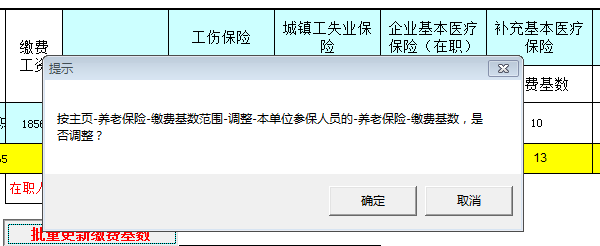 缴费
工资
工伤保险
城镇工失业保
险
企业基本医疗
保险（在职）
补充基本医疗
保险
提示
费基数
按主页-养老保险-缴费基数范围-调整-本单位参保人员的-养老保险-缴费基数，是
否调整？
1856
10
13
确定
取消
在职人
批量更新缴费基数